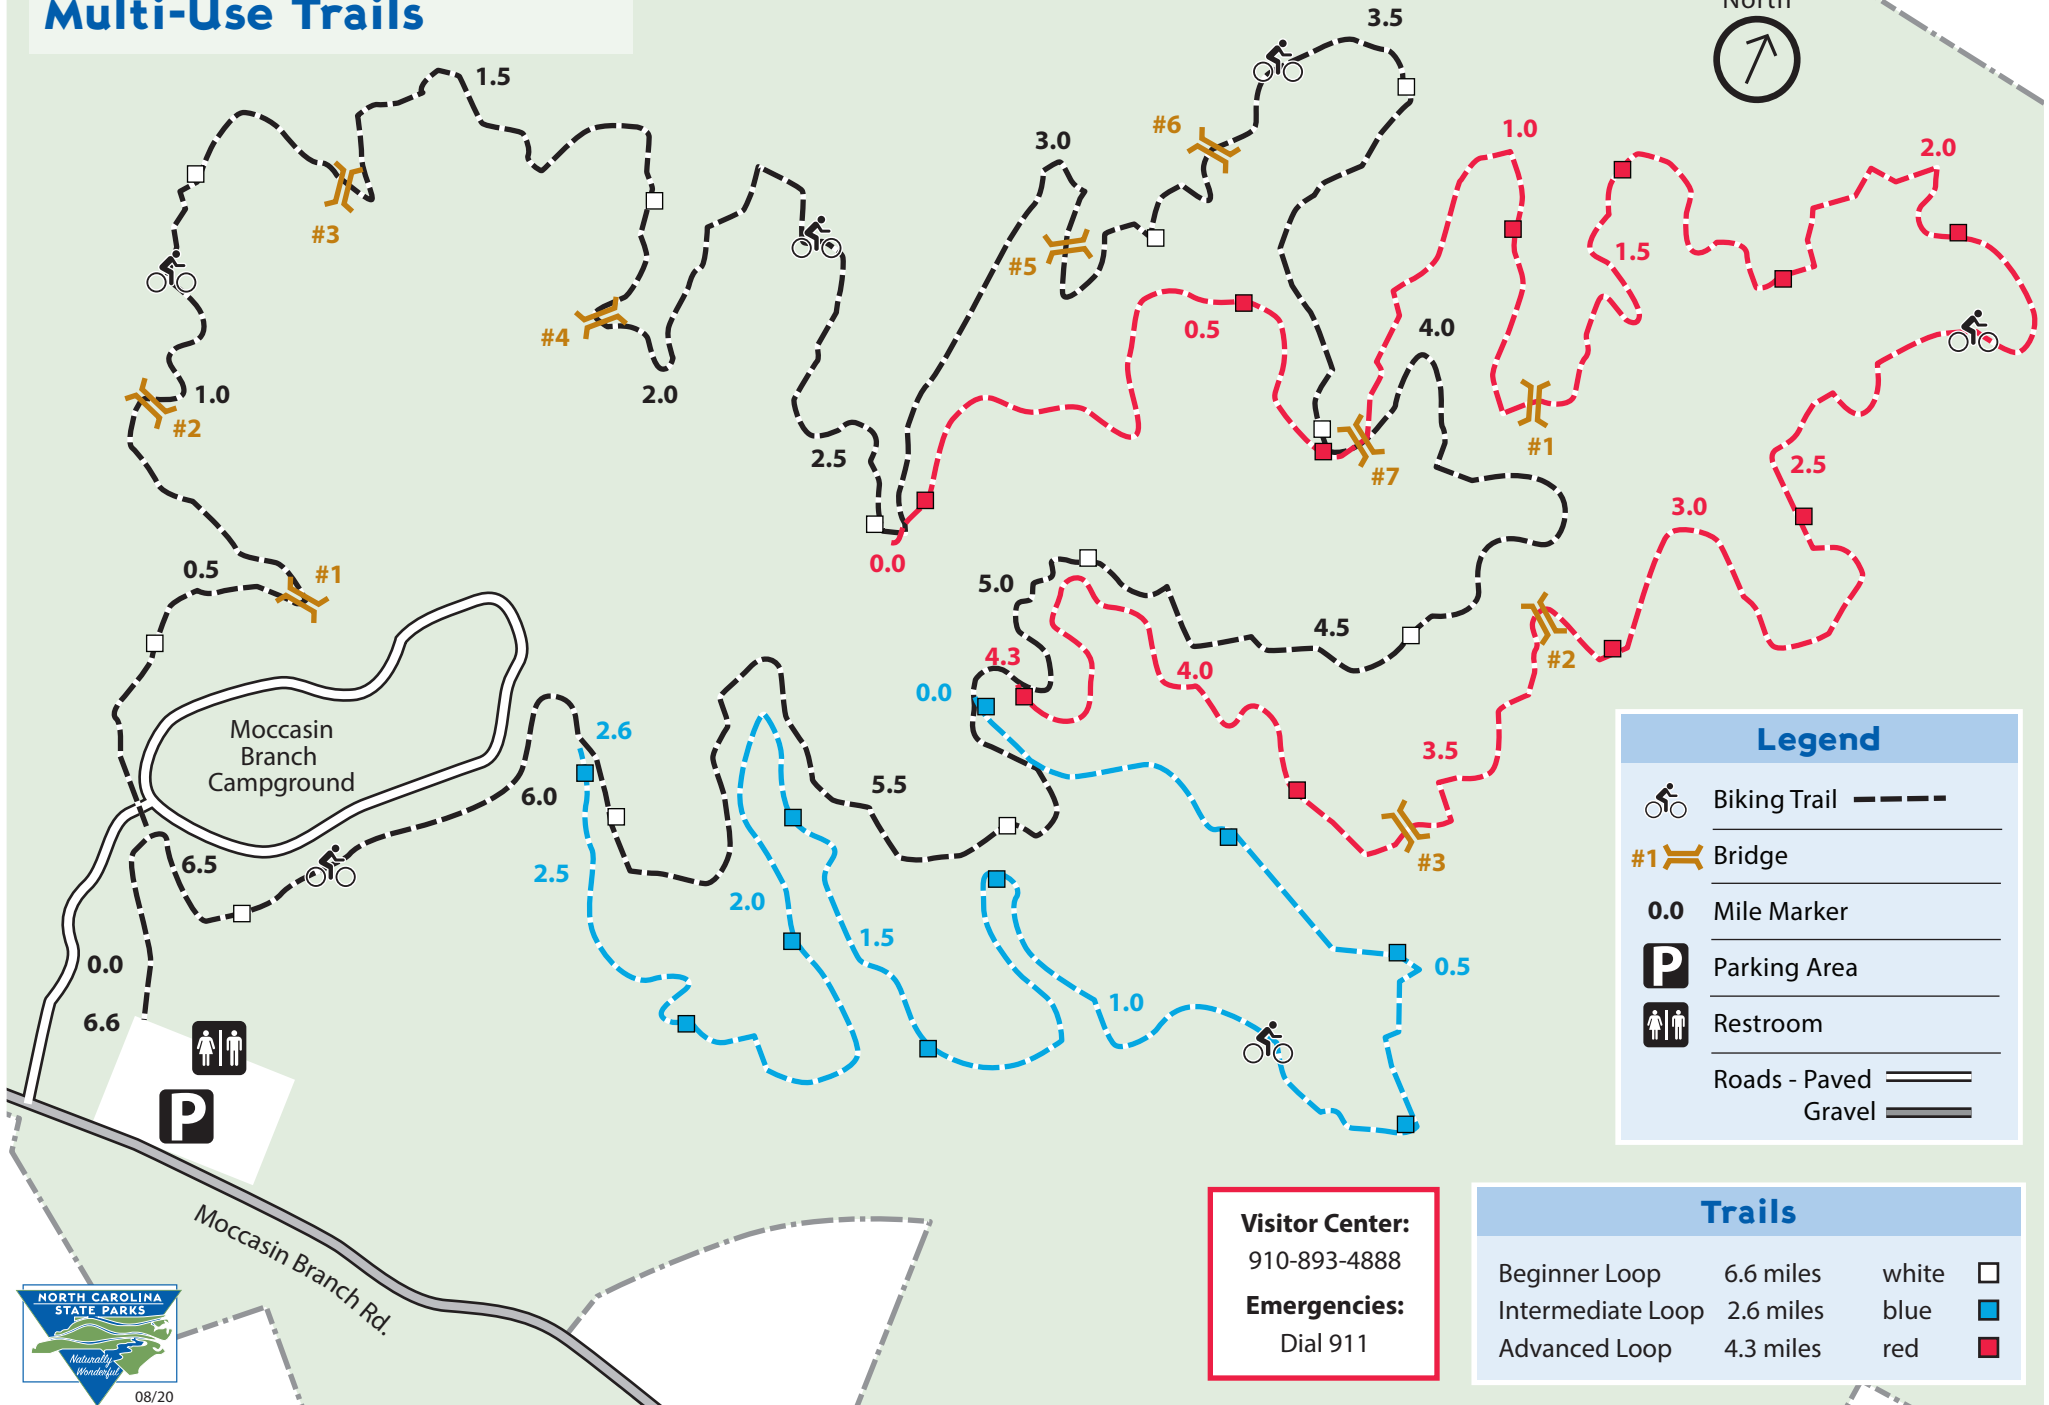 Multi-Use Trails
North
3.5
1.5
#6
1.0
3.0
2.0
#3
#5
1.5
0.5
4.0
#4
1.0
2.0
#2
2.5
#1
2.5
#7
3.0
0.0
0.5
#1
5.0
4.5
4.3
4.0
#2
0.0
Moccasin
Branch
Campground
2.6
3.5
6.0
5.5
6.5
2.5
#3
2.0
1.5
0.0
0.5
1.0
6.6
P
Moccasin Branch Rd.
Legend
Biking Trail
#1 Bridge
0.0 Mile Marker
P Parking Area
Restroom
Roads - Paved
Gravel
Visitor Center:
910-893-4888
Emergencies:
Dial 911
Trails
Beginner Loop 6.6 miles white
Intermediate Loop 2.6 miles blue
Advanced Loop 4.3 miles red
NORTH CAROLINA
STATE PARKS
Naturally
Wonderful
08/20